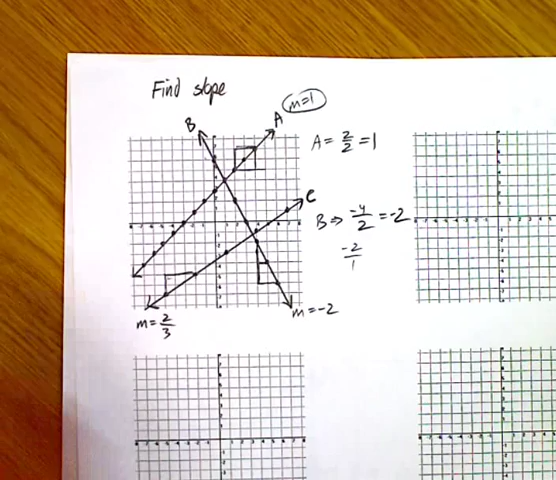 Find slope
m=1
B
A
A = 2/2 = 1
C
B ⇒ -4/2 = -2
-2/1
m = 2/3
m = -2